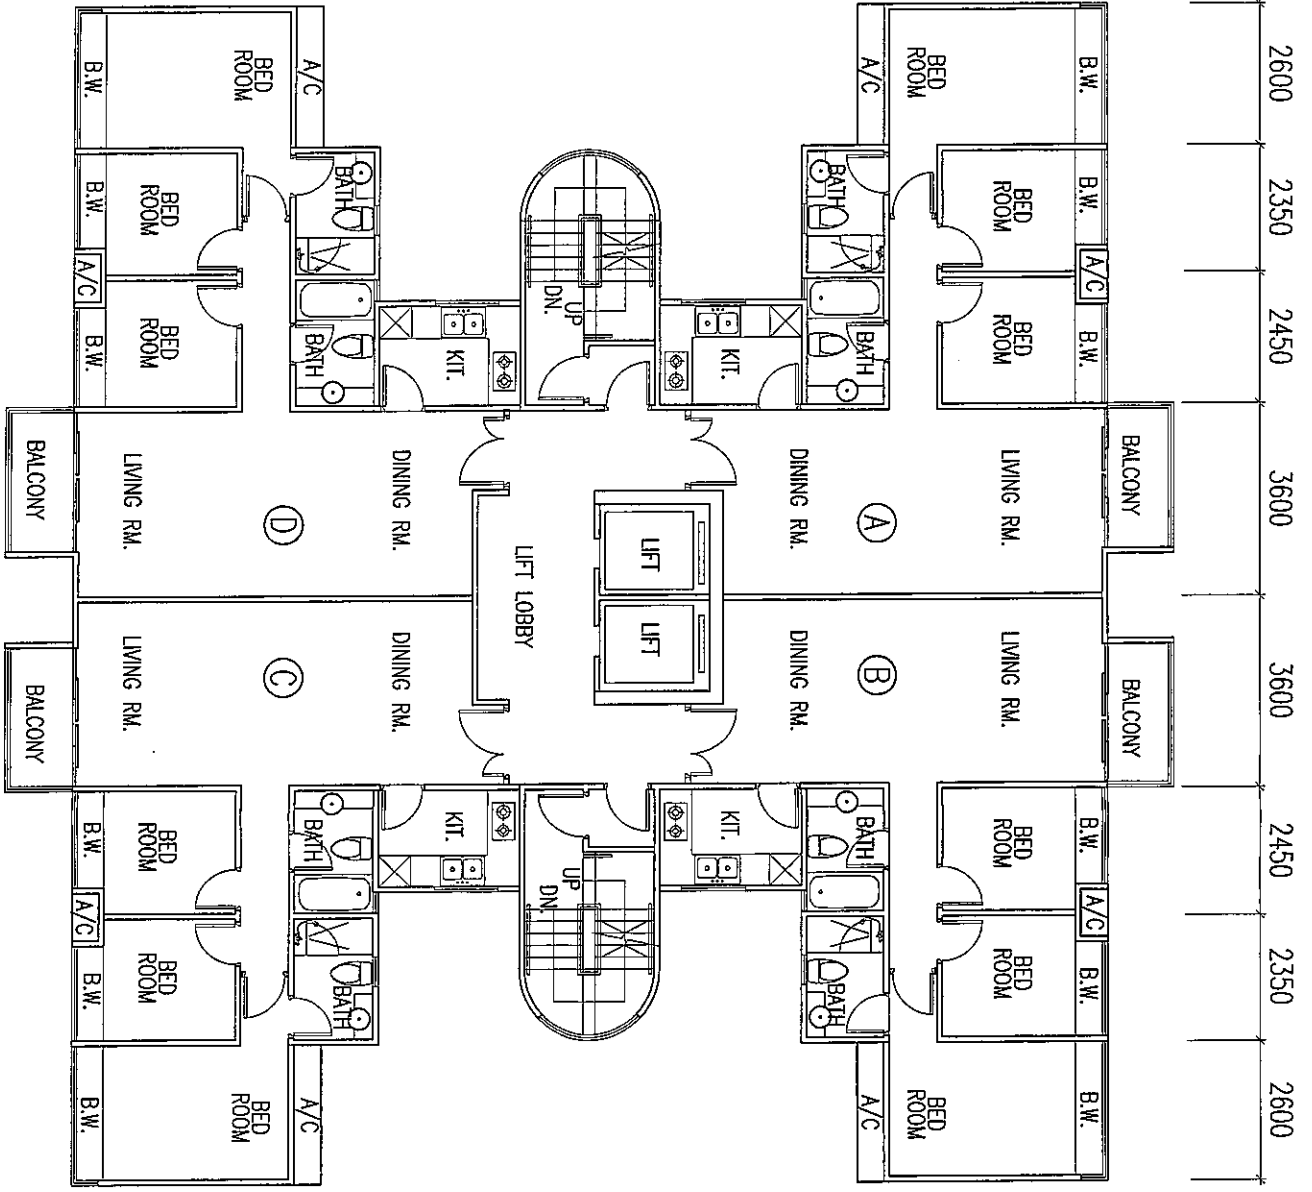 2600 2350 2450 3600 3600 2450 2350 2600
BALCONY BALCONY
B.W. B.W. A/C B.W. B.W. A/C B.W. B.W.
BED BED LIVING RM. LIVING RM. BED BED
ROOM ROOM ROOM ROOM
BED BED
ROOM ROOM
A/C BATH BATH A B BATH BATH A/C
DINING RM. DINING RM.
KIT. KIT.
LIFT LIFT
UP UP
DN. DN.
LIFT LOBBY
KIT. KIT.
DINING RM. DINING RM.
A/C BATH BATH D C BATH BATH A/C
BED BED
ROOM ROOM
BED BED BED BED
ROOM ROOM ROOM ROOM
LIVING RM. LIVING RM.
B.W. B.W. A/C B.W. B.W. A/C B.W. B.W.
BALCONY BALCONY